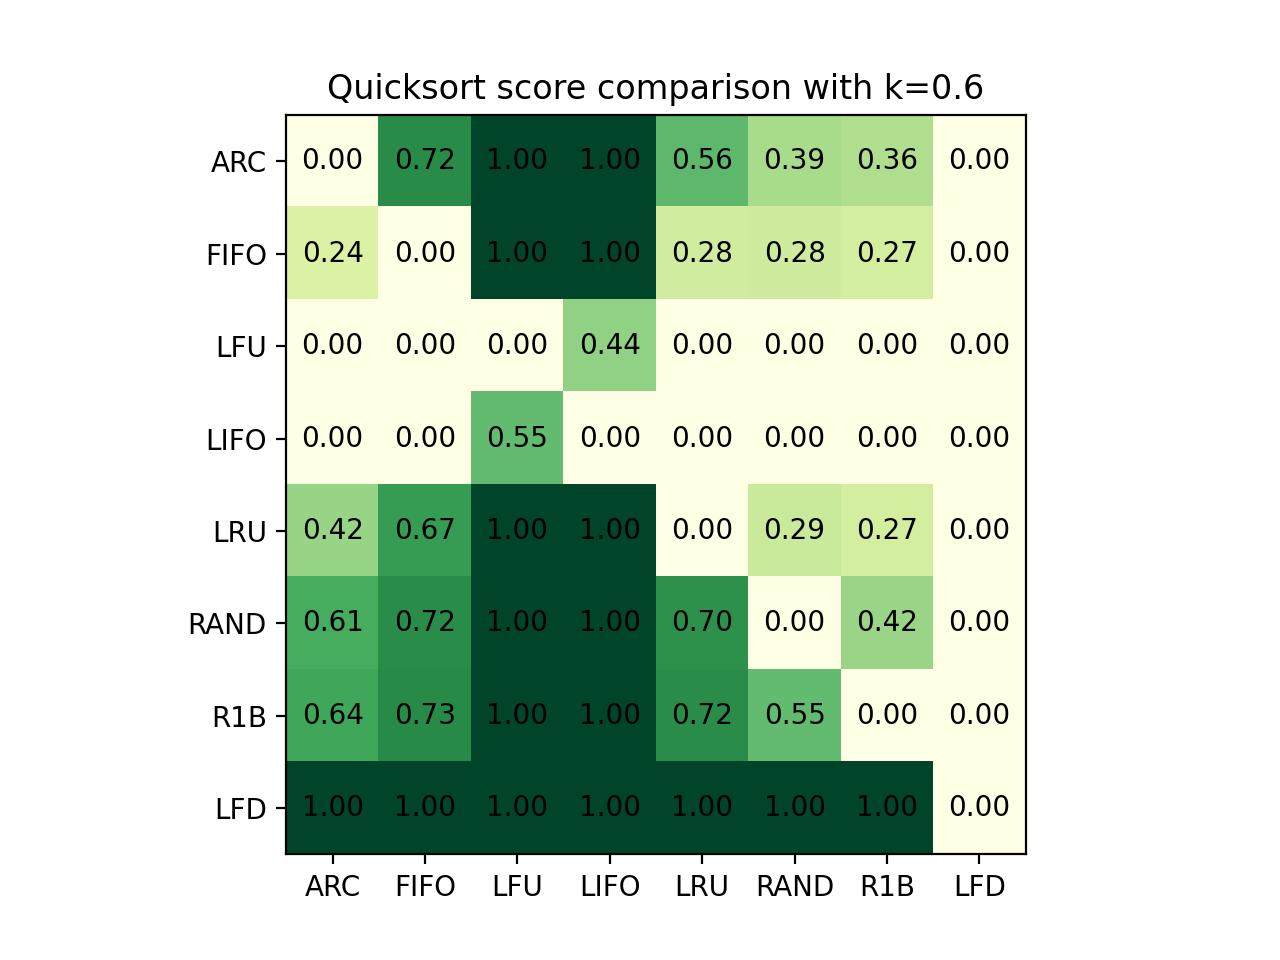 Quicksort score comparison with k=0.6
ARC 0.00 0.72 1.00 1.00 0.56 0.39 0.36 0.00
FIFO 0.24 0.00 1.00 1.00 0.28 0.28 0.27 0.00
LFU 0.00 0.00 0.00 0.44 0.00 0.00 0.00 0.00
LIFO 0.00 0.00 0.55 0.00 0.00 0.00 0.00 0.00
LRU 0.42 0.67 1.00 1.00 0.00 0.29 0.27 0.00
RAND 0.61 0.72 1.00 1.00 0.70 0.00 0.42 0.00
R1B 0.64 0.73 1.00 1.00 0.72 0.55 0.00 0.00
LFD 1.00 1.00 1.00 1.00 1.00 1.00 1.00 0.00
ARC FIFO LFU LIFO LRU RAND R1B LFD